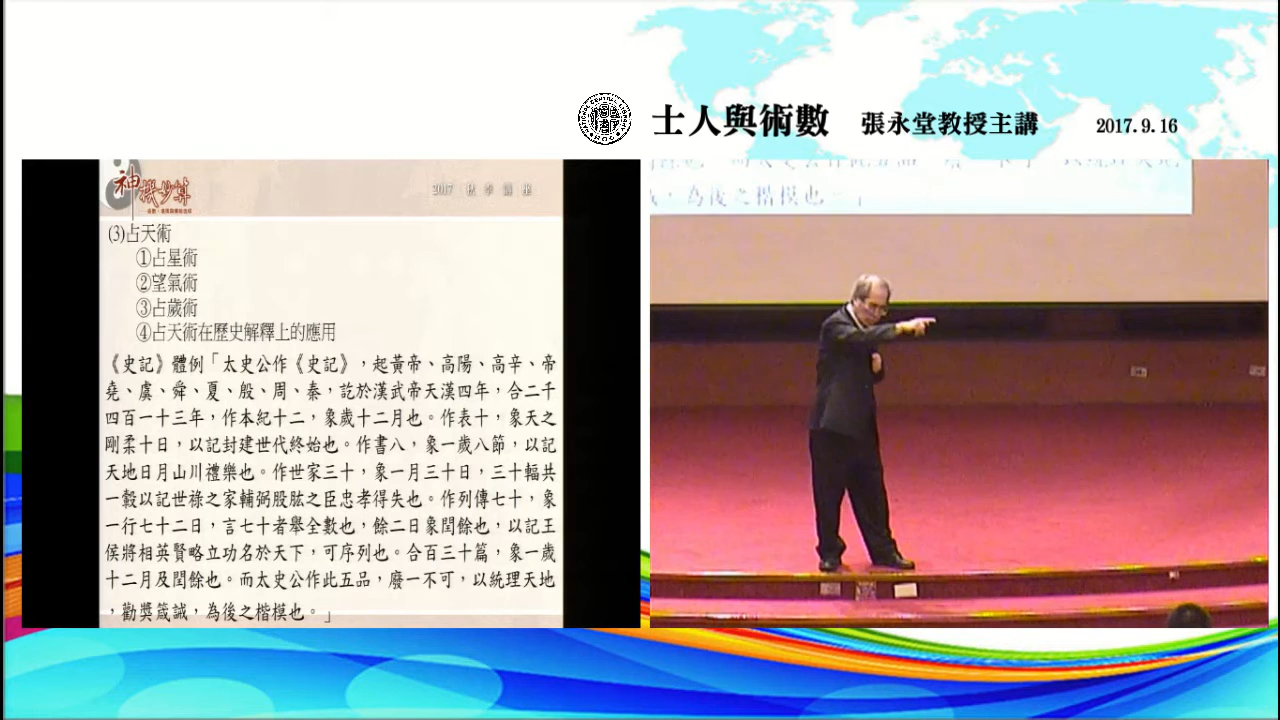 士人與術數 張永堂教授主講 2017.9.16
神機妙算
2017 秋季講座
(3)占天術
①占星術
②望氣術
③占歲術
④占天術在歷史解釋上的應用
《史記》體例「太史公作《史記》,起黃帝、高陽、高辛、帝
堯、虞、舜、夏、殷、周、秦,訖於漢武帝天漢四年,合二千
四百一十三年,作本紀十二,象歲十二月也。作表十,象天之
剛柔十日,以記封建世代終始也。作書八,象一歲八節,以記
天地日月山川禮樂也。作世家三十,象一月三十日,三十輻共
一轂以記世祿之家輔弼股肱之臣忠孝得失也。作列傳七十,象
一行七十二日,言七十者舉全數也,餘二日象閏餘也,以記王
侯將相英賢略立功名於天下,可序列也。合百三十篇,象一歲
十二月及閏餘也。而太史公作此五品,廢一不可,以統理天地
,勸獎箴誡,為後之楷模也。」
,為後之楷模也。」